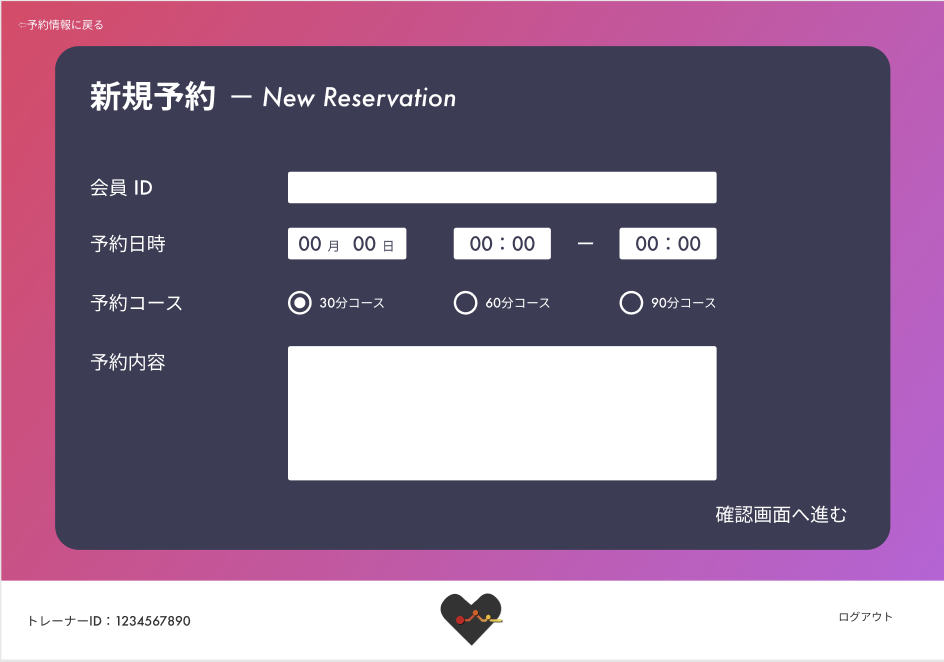 ⇦予約情報に戻る
新規予約 ー New Reservation
会員 ID
予約日時 00 月 00 日 00：00 ー 00：00
予約コース 30分コース 60分コース 90分コース
予約内容
確認画面へ進む
トレーナーID：1234567890
ログアウト